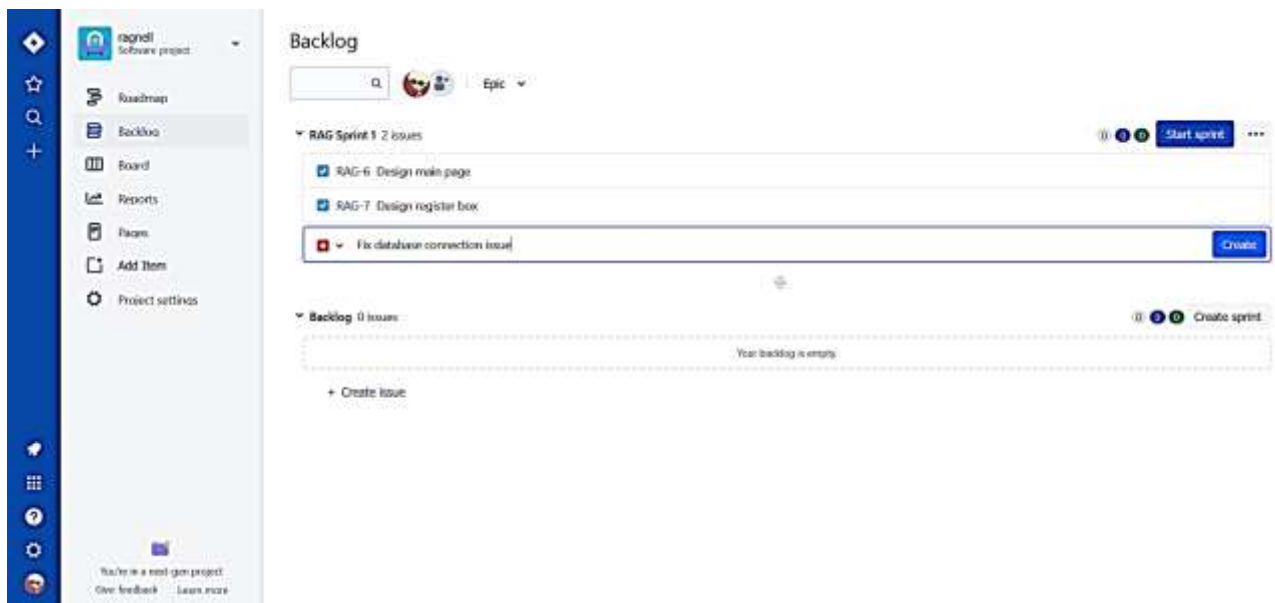 ragnell
Software project
Roadmap
Backlog
Board
Reports
Pages
Add Item
Project settings
You're in a next-gen project
Give feedback Learn more
Backlog
Epic
RAG Sprint 1 2 issues
Start sprint
RAG-6 Design main page
RAG-7 Design register box
Fix database connection issue
Create
Backlog 0 issues
Create sprint
Your backlog is empty.
+ Create issue